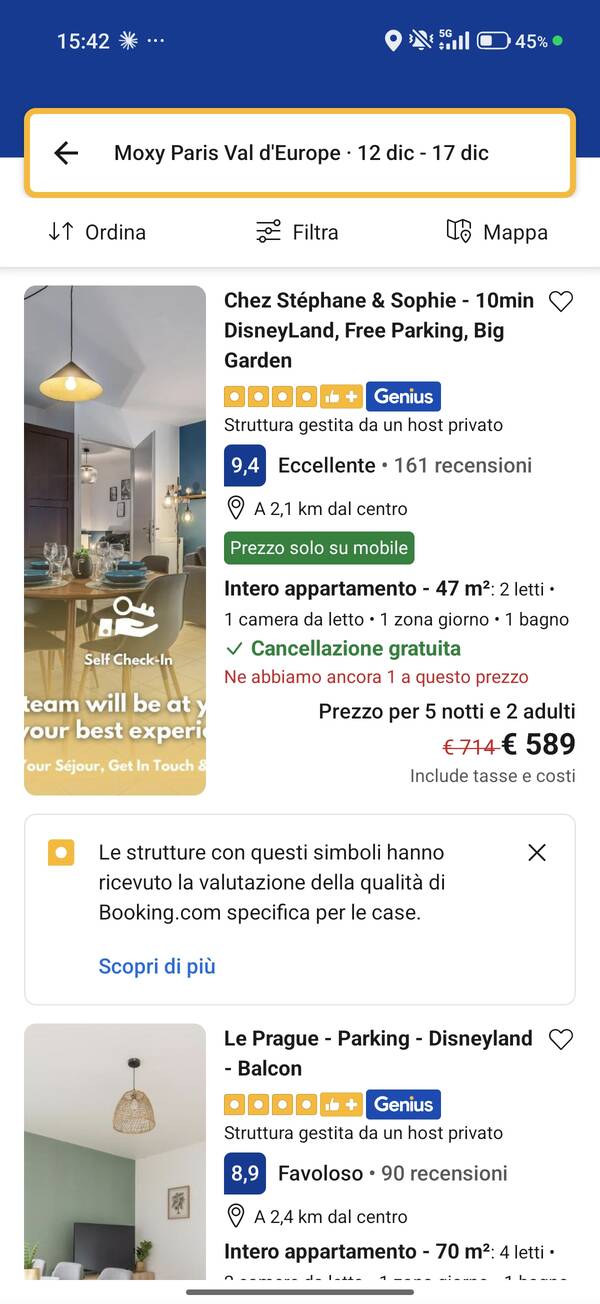 15:42
5G
45%
Moxy Paris Val d'Europe · 12 dic - 17 dic
Ordina
Filtra
Mappa
Chez Stéphane & Sophie - 10min
DisneyLand, Free Parking, Big
Garden
Genius
Struttura gestita da un host privato
9,4 Eccellente • 161 recensioni
A 2,1 km dal centro
Prezzo solo su mobile
Intero appartamento - 47 m²: 2 letti •
1 camera da letto • 1 zona giorno • 1 bagno
Cancellazione gratuita
Ne abbiamo ancora 1 a questo prezzo
Prezzo per 5 notti e 2 adulti
€ 714 € 589
Include tasse e costi
Self Check-In
team will be at y
your best experi
Your Séjour, Get In Touch &
Le strutture con questi simboli hanno
ricevuto la valutazione della qualità di
Booking.com specifica per le case.
Scopri di più
Le Prague - Parking - Disneyland
- Balcon
Genius
Struttura gestita da un host privato
8,9 Favoloso • 90 recensioni
A 2,4 km dal centro
Intero appartamento - 70 m²: 4 letti •